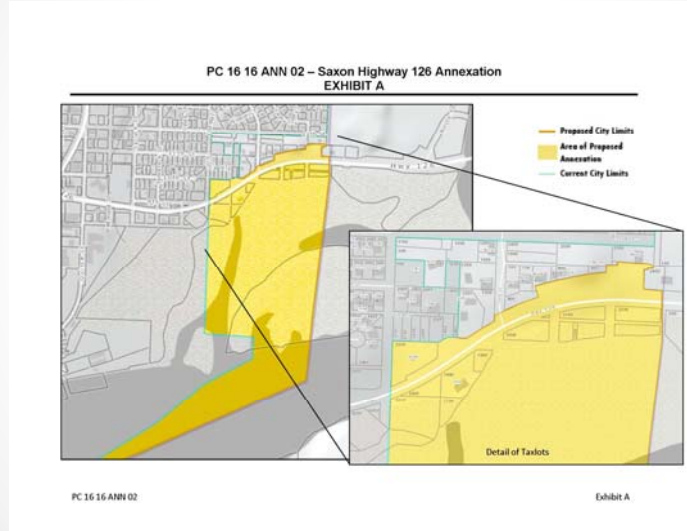 PC 16 16 ANN 02 – Saxon Highway 126 Annexation
EXHIBIT A
Proposed City Limits
Area of Proposed
Annexation
Current City Limits
HWY 126
Detail of Taxlots
PC 16 16 ANN 02
Exhibit A